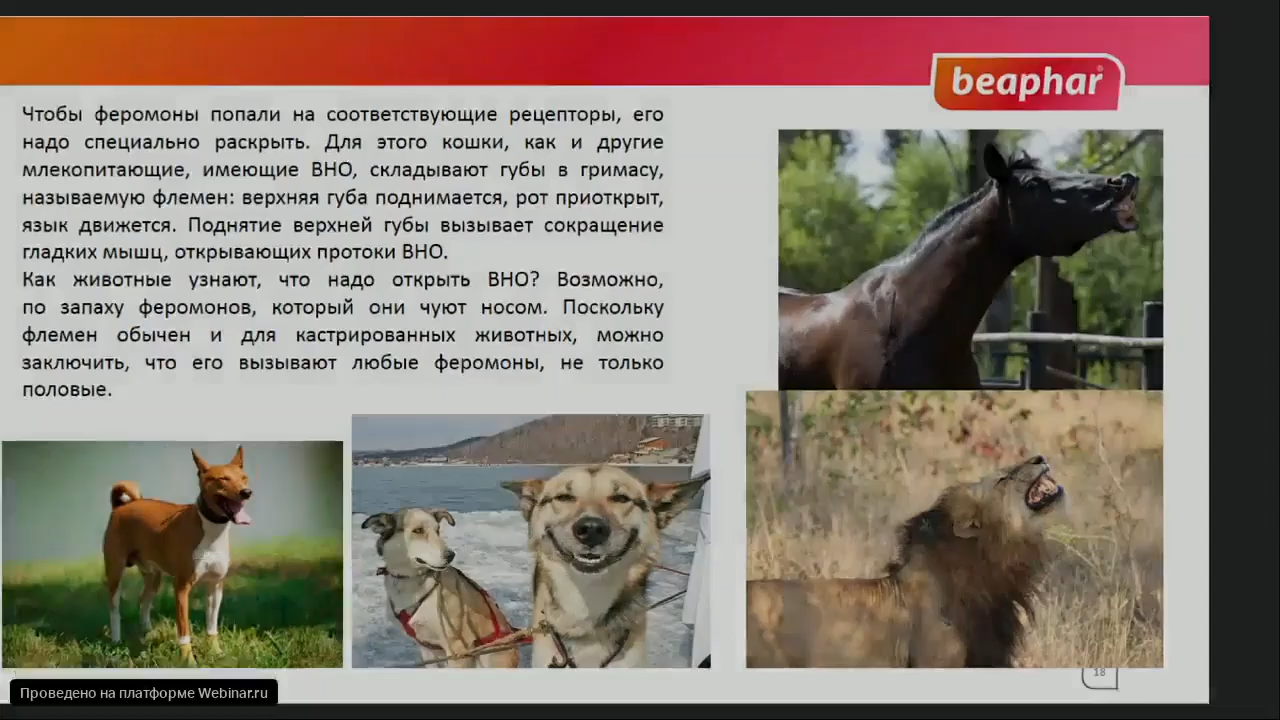 beaphar
Чтобы феромоны попали на соответствующие рецепторы, его
надо специально раскрыть. Для этого кошки, как и другие
млекопитающие, имеющие ВНО, складывают губы в гримасу,
называемую флемен: верхняя губа поднимается, рот приоткрыт,
язык движется. Поднятие верхней губы вызывает сокращение
гладких мышц, открывающих протоки ВНО.
Как животные узнают, что надо открыть ВНО? Возможно,
по запаху феромонов, который они чуют носом. Поскольку
флемен обычен и для кастрированных животных, можно
заключить, что его вызывают любые феромоны, не только
половые.
18
Проведено на платформе Webinar.ru